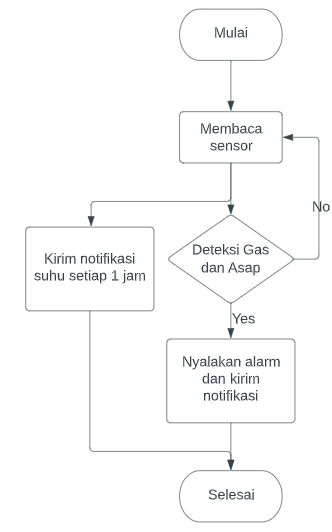 Mulai
Membaca
sensor
No
Kirim notifikasi
suhu setiap 1 jam
Deteksi Gas
dan Asap
Yes
Nyalakan alarm
dan kirim
notifikasi
Selesai